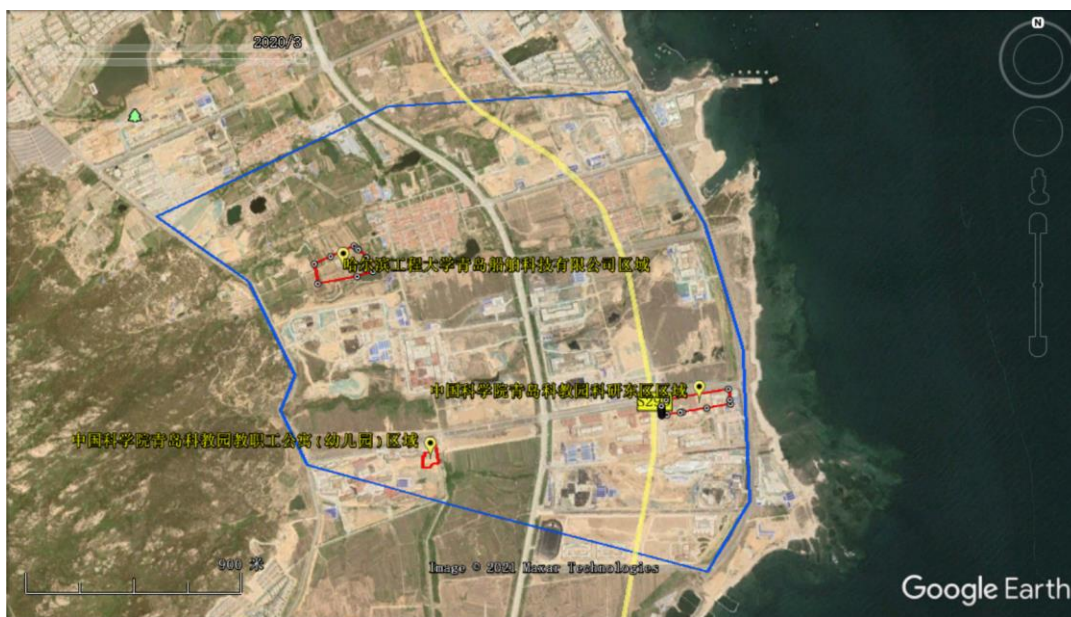 2020/3
N
哈尔滨工程大学青岛船舶科技有限公司区域
中国科学院青岛科教园科研东区区域
中国科学院青岛科教园教职工公寓(幼儿园)区域
900 米
Image © 2021 Maxar Technologies
Google Earth